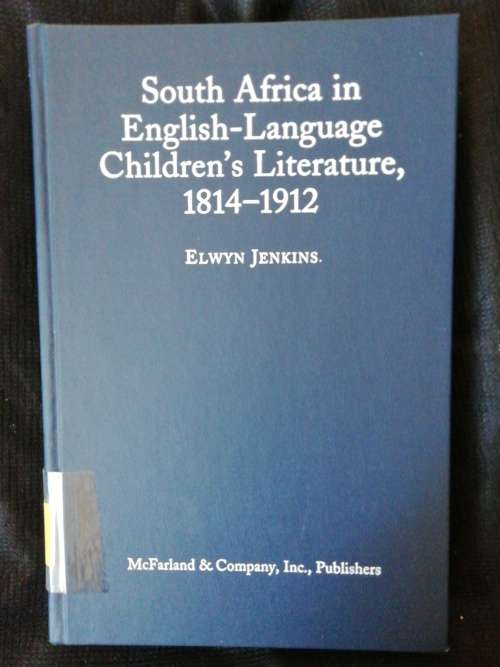 South Africa in
English-Language
Children's Literature,
1814–1912
ELWYN JENKINS.
McFarland & Company, Inc., Publishers